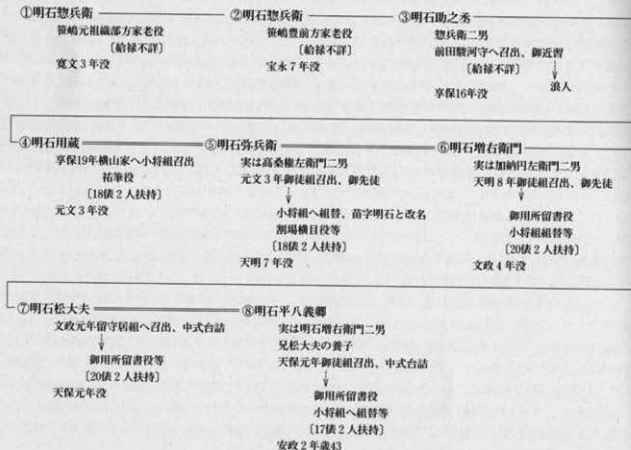 ①明石惣兵衛
笹嶋元祖織部方家老役
[給禄不詳]
寛文3年没
②明石惣兵衛
笹嶋豊前方家老役
[給禄不詳]
宝永7年没
③明石助之丞
惣兵衛二男
前田駿河守へ召出、御近習
[給禄不詳]
浪人
享保16年没
④明石用蔵
享保19年横山家へ小将組召出
祐筆役
[18俵2人扶持]
元文3年没
⑤明石弥兵衛
実は高桑権左衛門二男
元文3年御徒組召出、御先徒
小将組へ組替、苗字明石と改名
割場横目役等
[18俵2人扶持]
天明7年没
⑥明石増右衛門
実は加納円左衛門二男
天明8年御徒組召出、御先徒
御用所留書役
小将組組替等
[20俵2人扶持]
文政4年没
⑦明石松大夫
文政元年留守居組へ召出、中式台詰
御用所留書役等
[20俵2人扶持]
天保元年没
⑧明石平八義郷
実は明石増右衛門二男
兄松大夫の養子
天保元年御徒組召出、中式台詰
御用所留書役
小将組へ組替等
[17俵2人扶持]
安政2年歳43